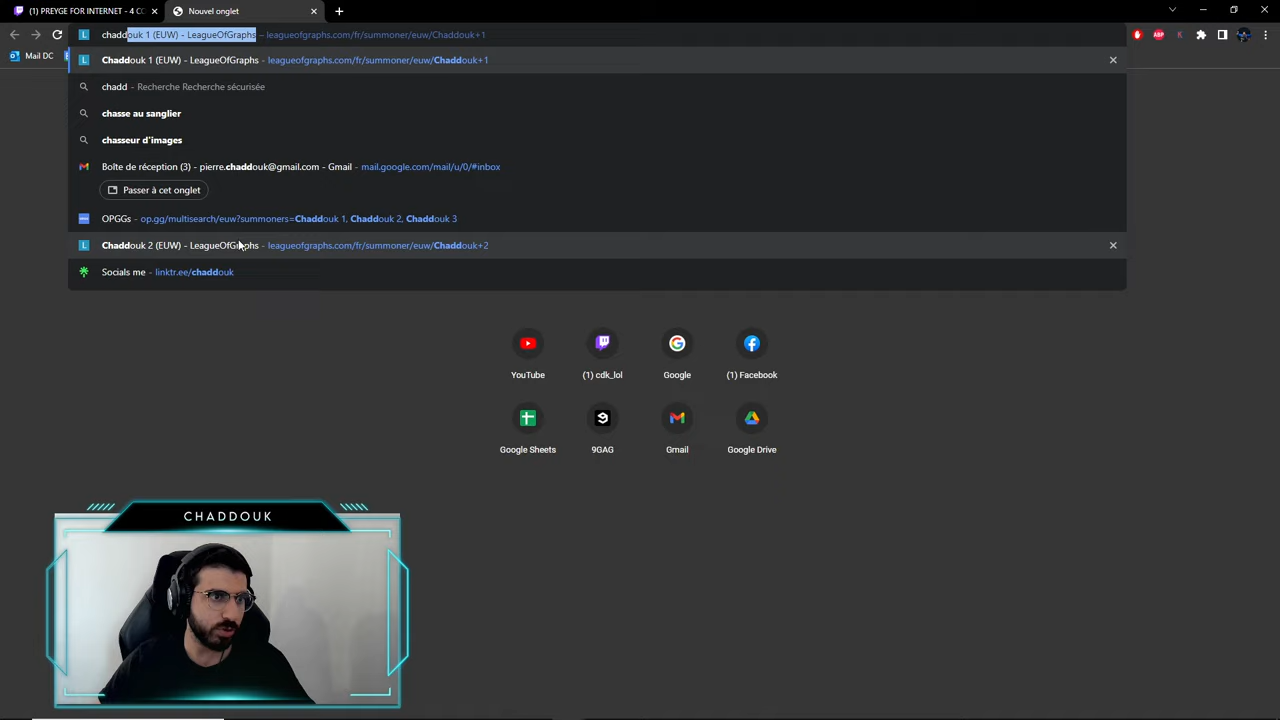 (1) PREYGE FOR INTERNET - 4 CC
Nouvel onglet
chaddouk 1 (EUW) - LeagueOfGraphs - leagueofgraphs.com/fr/summoner/euw/Chaddouk+1
Mail DC
Chaddouk 1 (EUW) - LeagueOfGraphs - leagueofgraphs.com/fr/summoner/euw/Chaddouk+1
chadd - Recherche Recherche sécurisée
chasse au sanglier
chasseur d'images
Boîte de réception (3) - pierre.chaddouk@gmail.com - Gmail - mail.google.com/mail/u/0/#inbox
Passer à cet onglet
OPGGs - op.gg/multisearch/euw?summoners=Chaddouk 1, Chaddouk 2, Chaddouk 3
Chaddouk 2 (EUW) - LeagueOfGraphs - leagueofgraphs.com/fr/summoner/euw/Chaddouk+2
Socials me - linktr.ee/chaddouk
YouTube
(1) cdk_lol
Google
(1) Facebook
Google Sheets
9GAG
Gmail
Google Drive
CHADDOUK